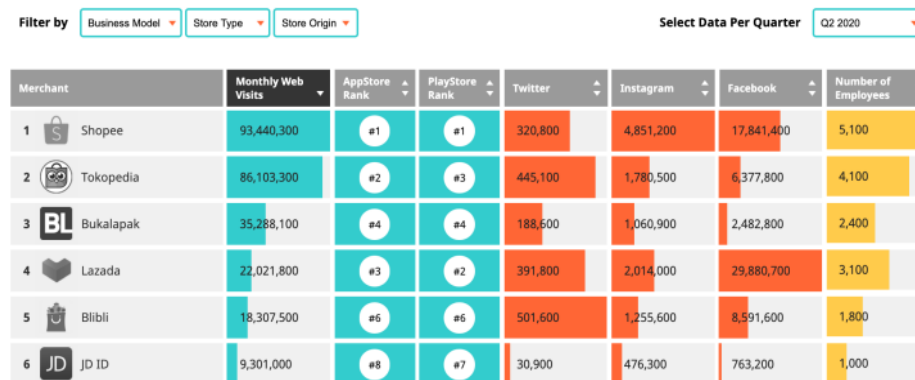 Filter by Business Model Store Type Store Origin Select Data Per Quarter Q2 2020
Merchant Monthly Web Visits AppStore Rank PlayStore Rank Twitter Instagram Facebook Number of Employees
1 S Shopee 93,440,300 #1 #1 320,800 4,851,200 17,841,400 5,100
2 Tokopedia 86,103,300 #2 #3 445,100 1,780,500 6,377,800 4,100
3 BL Bukalapak 35,288,100 #4 #4 188,600 1,060,900 2,482,800 2,400
4 Lazada 22,021,800 #3 #2 391,800 2,014,000 29,880,700 3,100
5 Blibli 18,307,500 #6 #6 501,600 1,255,600 8,591,600 1,800
6 JD JD ID 9,301,000 #8 #7 30,900 476,300 763,200 1,000